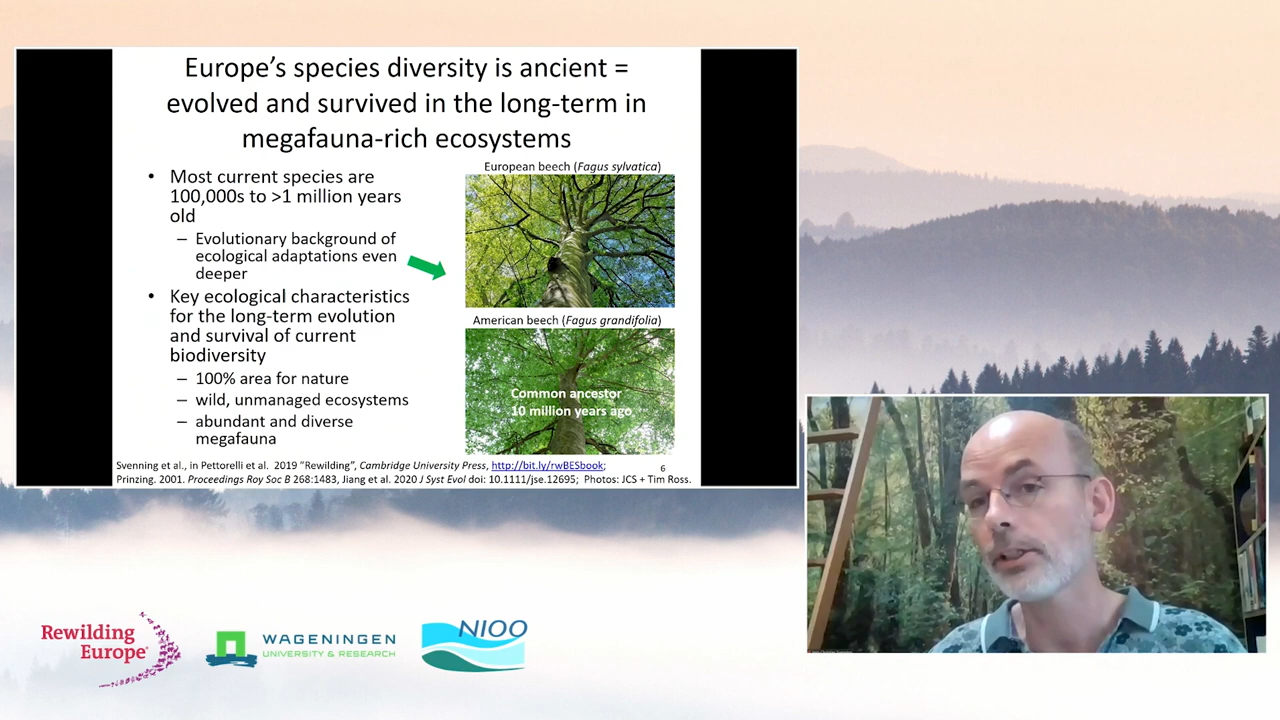 Europe's species diversity is ancient =
evolved and survived in the long-term in
megafauna-rich ecosystems
• Most current species are
100,000s to >1 million years
old
– Evolutionary background of
ecological adaptations even
deeper
• Key ecological characteristics
for the long-term evolution
and survival of current
biodiversity
– 100% area for nature
– wild, unmanaged ecosystems
– abundant and diverse
megafauna
European beech (Fagus sylvatica)
American beech (Fagus grandifolia)
Common ancestor
10 million years ago
Svenning et al., in Pettorelli et al. 2019 "Rewilding", Cambridge University Press, http://bit.ly/rwBESbook;
6
Prinzing. 2001. Proceedings Roy Soc B 268:1483, Jiang et al. 2020 J Syst Evol doi: 10.1111/jse.12695; Photos: JCS + Tim Ross.
Rewilding
Europe
WAGENINGEN
UNIVERSITY & RESEARCH
NIOO